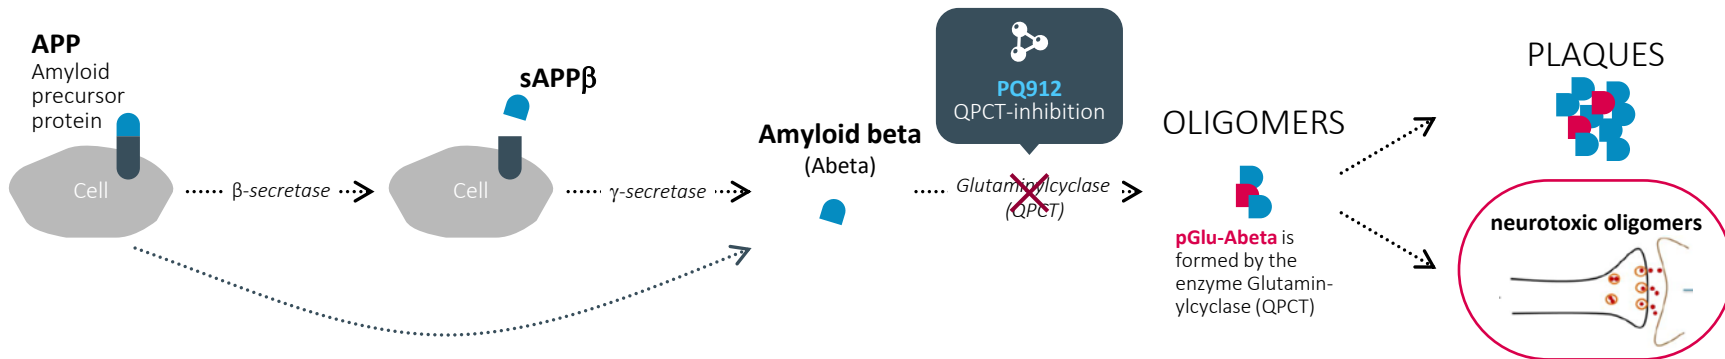 APP
Amyloid
precursor
protein
Cell
β-secretase
sAPPβ
Cell
γ-secretase
Amyloid beta
(Abeta)
PQ912
QPCT-inhibition
Glutaminylcyclase
(QPCT)
OLIGOMERS
pGlu-Abeta is
formed by the
enzyme Glutamin-
ylcyclase (QPCT)
PLAQUES
neurotoxic oligomers